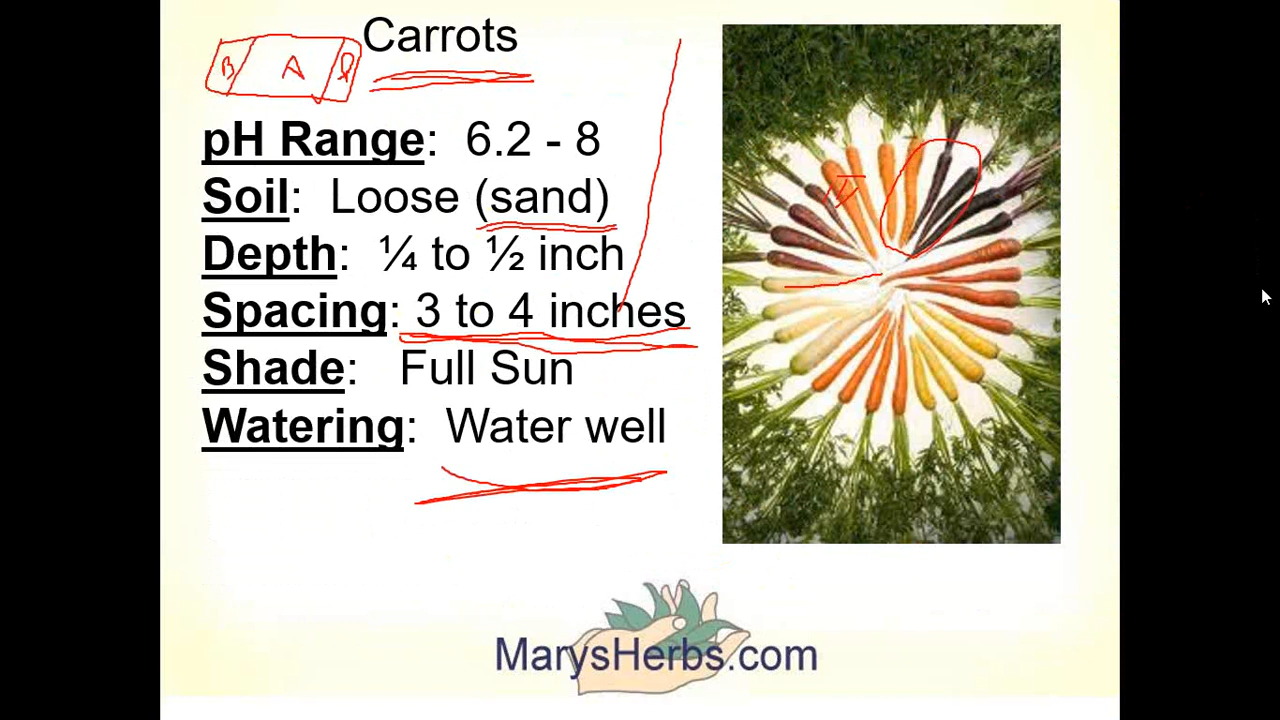 Carrots
B A D
pH Range: 6.2 - 8
Soil: Loose (sand)
Depth: ¼ to ½ inch
Spacing: 3 to 4 inches
Shade: Full Sun
Watering: Water well
MarysHerbs.com